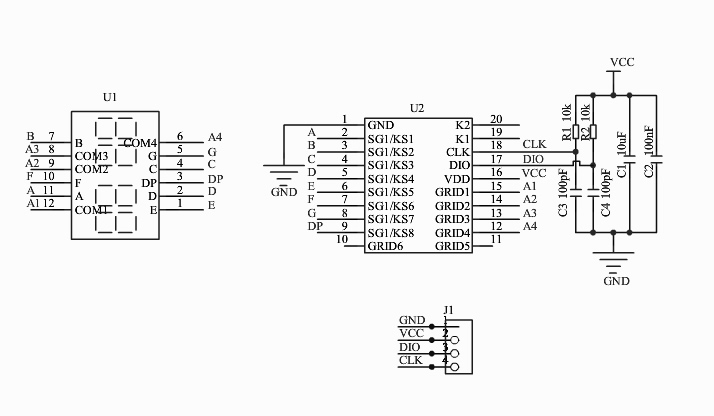 VCC
U1
U2
B 7 B COM4 6 A4
A3 8 COM3 G 5 G
A2 9 COM2 C 4 C
F 10 F DP 3 DP
A 11 A D 2 D
A1 12 COM1 E 1 E
1 GND K2 20
A 2 SG1/KS1 K1 19
B 3 SG1/KS2 CLK 18 CLK
C 4 SG1/KS3 DIO 17 DIO
D 5 SG1/KS4 VDD 16 VCC
E 6 SG1/KS5 GRID1 15 A1
F 7 SG1/KS6 GRID2 14 A2
G 8 SG1/KS7 GRID3 13 A3
DP 9 SG1/KS8 GRID4 12 A4
10 GRID6 GRID5 11
GND
R1 10k
R2 10k
C1 10uF
C2 100nF
C3 100pF
C4 100pF
GND
J1
GND 1
VCC 2
DIO 3
CLK 4